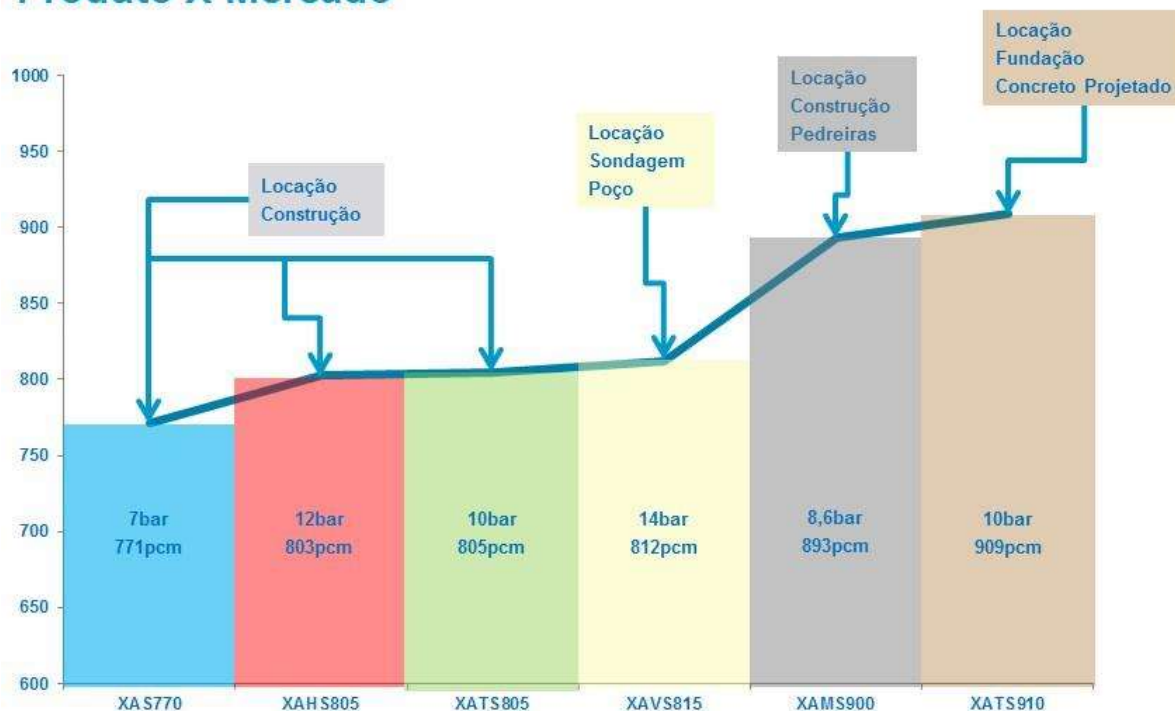 Produto X Mercado
Locação
Fundação
Concreto Projetado
Locação
Construção
Pedreiras
Locação
Sondagem
Poço
Locação
Construção
1000
950
900
850
800
750
700
650
600
7bar
771pcm
12bar
803pcm
10bar
805pcm
14bar
812pcm
8,6bar
893pcm
10bar
909pcm
XAS770
XAHS805
XATS805
XAVS815
XAMS900
XATS910